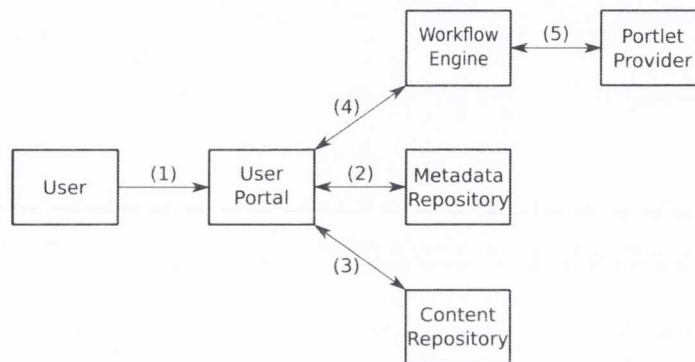 Workflow
Engine
(5)
Portlet
Provider
(4)
User
(1)
User
Portal
(2)
Metadata
Repository
(3)
Content
Repository